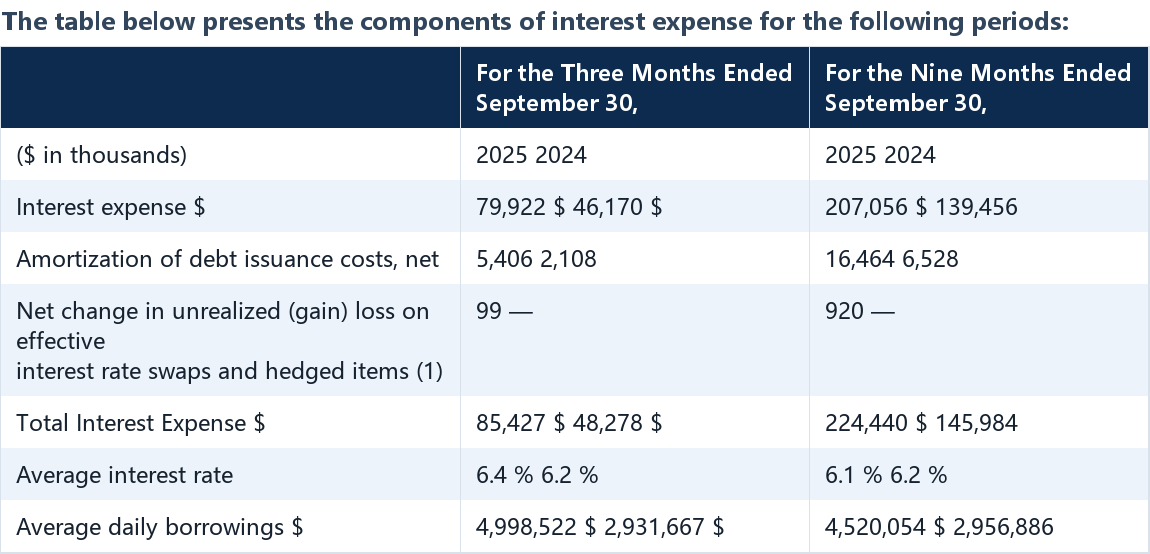 The table below presents the components of interest expense for the following periods:
For the Three Months Ended September 30,
For the Nine Months Ended September 30,
($ in thousands) 2025 2024 2025 2024
Interest expense $ 79,922 $ 46,170 $ 207,056 $ 139,456
Amortization of debt issuance costs, net 5,406 2,108 16,464 6,528
Net change in unrealized (gain) loss on
effective
interest rate swaps and hedged items (1) 99 — 920 —
Total Interest Expense $ 85,427 $ 48,278 $ 224,440 $ 145,984
Average interest rate 6.4 % 6.2 % 6.1 % 6.2 %
Average daily borrowings $ 4,998,522 $ 2,931,667 $ 4,520,054 $ 2,956,886